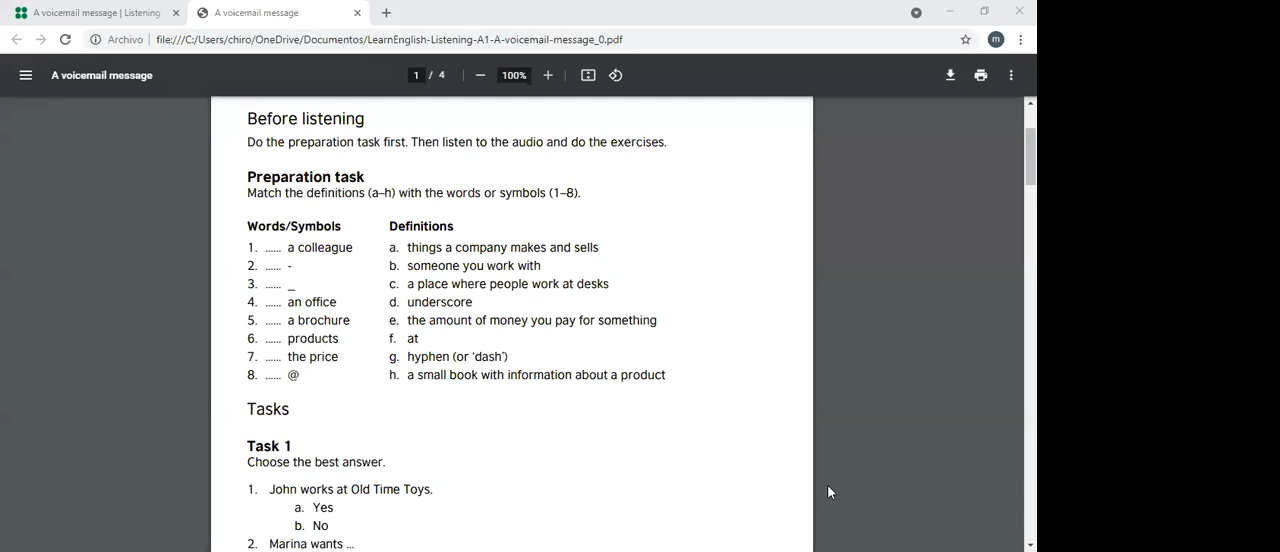 A voicemail message | Listening
A voicemail message
Archivo file:///C:/Users/chiro/OneDrive/Documentos/LearnEnglish-Listening-A1-A-voicemail-message_0.pdf
m
A voicemail message
1 / 4
100%
Before listening
Do the preparation task first. Then listen to the audio and do the exercises.
Preparation task
Match the definitions (a–h) with the words or symbols (1–8).
Words/Symbols Definitions
1. ...... a colleague a. things a company makes and sells
2. ...... - b. someone you work with
3. ...... _ c. a place where people work at desks
4. ...... an office d. underscore
5. ...... a brochure e. the amount of money you pay for something
6. ...... products f. at
7. ...... the price g. hyphen (or ‘dash’)
8. ...... @ h. a small book with information about a product
Tasks
Task 1
Choose the best answer.
1. John works at Old Time Toys.
a. Yes
b. No
2. Marina wants ...